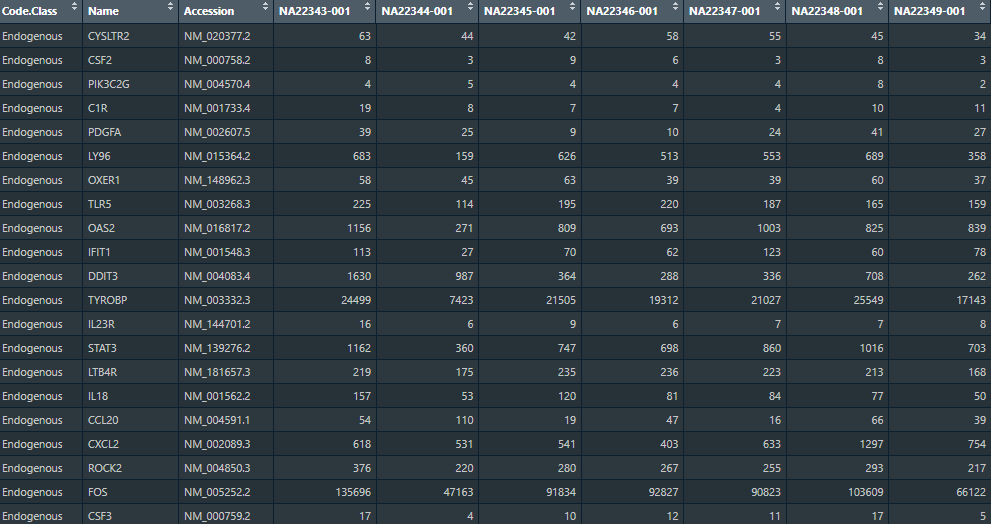 Code.Class Name Accession NA22343-001 NA22344-001 NA22345-001 NA22346-001 NA22347-001 NA22348-001 NA22349-001
Endogenous CYSLTR2 NM_020377.2 63 44 42 58 55 45 34
Endogenous CSF2 NM_000758.2 8 3 9 6 3 8 3
Endogenous PIK3C2G NM_004570.4 4 5 4 4 4 8 2
Endogenous C1R NM_001733.4 19 8 7 7 4 10 11
Endogenous PDGFA NM_002607.5 39 25 9 10 24 41 27
Endogenous LY96 NM_015364.2 683 159 626 513 553 689 358
Endogenous OXER1 NM_148962.3 58 45 63 39 39 60 37
Endogenous TLR5 NM_003268.3 225 114 195 220 187 165 159
Endogenous OAS2 NM_016817.2 1156 271 809 693 1003 825 839
Endogenous IFIT1 NM_001548.3 113 27 70 62 123 60 78
Endogenous DDIT3 NM_004083.4 1630 987 364 288 336 708 262
Endogenous TYROBP NM_003332.3 24499 7423 21505 19312 21027 25549 17143
Endogenous IL23R NM_144701.2 16 6 9 6 7 7 8
Endogenous STAT3 NM_139276.2 1162 360 747 698 860 1016 703
Endogenous LTB4R NM_181657.3 219 175 235 236 223 213 168
Endogenous IL18 NM_001562.2 157 53 120 81 84 77 50
Endogenous CCL20 NM_004591.1 54 110 19 47 16 66 39
Endogenous CXCL2 NM_002089.3 618 531 541 403 633 1297 754
Endogenous ROCK2 NM_004850.3 376 220 280 267 255 293 217
Endogenous FOS NM_005252.2 135696 47163 91834 92827 90823 103609 66122
Endogenous CSF3 NM_000759.2 17 4 10 12 11 17 5